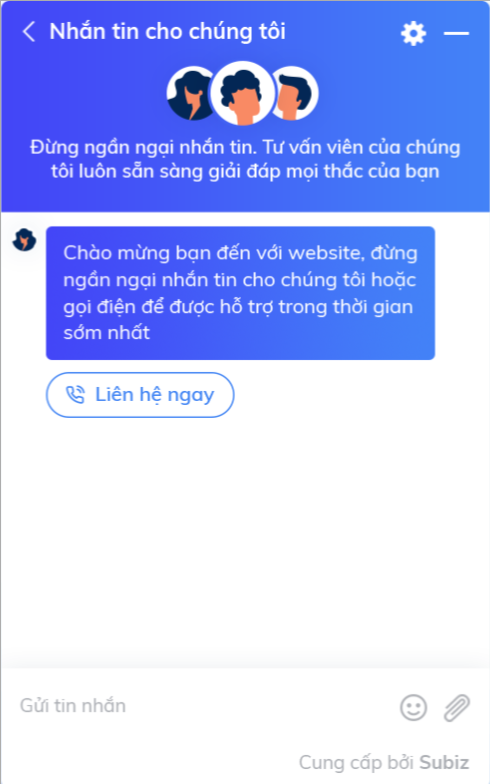 Nhắn tin cho chúng tôi
Đừng ngần ngại nhắn tin. Tư vấn viên của chúng
tôi luôn sẵn sàng giải đáp mọi thắc của bạn
Chào mừng bạn đến với website, đừng
ngần ngại nhắn tin cho chúng tôi hoặc
gọi điện để được hỗ trợ trong thời gian
sớm nhất
Liên hệ ngay
Gửi tin nhắn
Cung cấp bởi Subiz